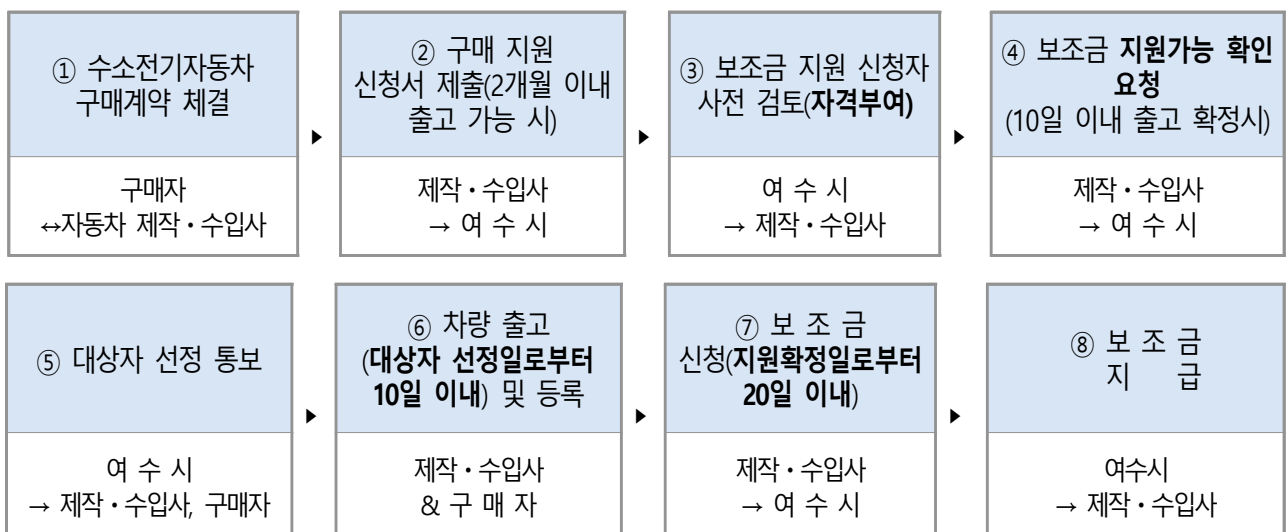 ① 수소전기자동차
구매계약 체결
구매자
↔자동차 제작・수입사
▶
② 구매 지원
신청서 제출(2개월 이내
출고 가능 시)
제작・수입사
→ 여 수 시
▶
③ 보조금 지원 신청자
사전 검토(자격부여)
여 수 시
→ 제작・수입사
▶
④ 보조금 지원가능 확인
요청
(10일 이내 출고 확정시)
제작・수입사
→ 여 수 시
⑤ 대상자 선정 통보
여 수 시
→ 제작・수입사, 구매자
▶
⑥ 차량 출고
(대상자 선정일로부터
10일 이내) 및 등록
제작・수입사
& 구 매 자
▶
⑦ 보 조 금
신청(지원확정일로부터
20일 이내)
제작・수입사
→ 여 수 시
▶
⑧ 보 조 금
지 급
여수시
→ 제작・수입사